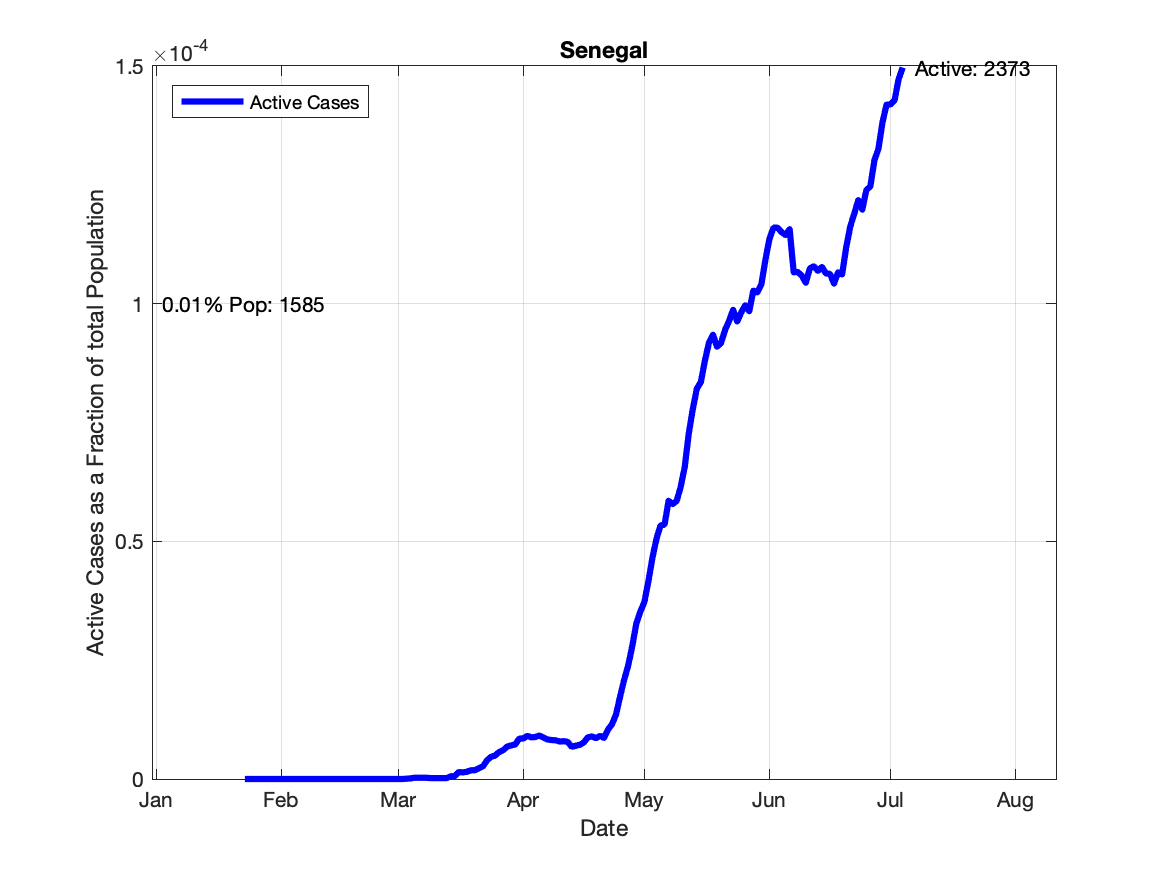 Senegal
×10-4
1.5
Active: 2373
Active Cases
1
0.01% Pop: 1585
0.5
0
Active Cases as a Fraction of total Population
Jan Feb Mar Apr May Jun Jul Aug
Date